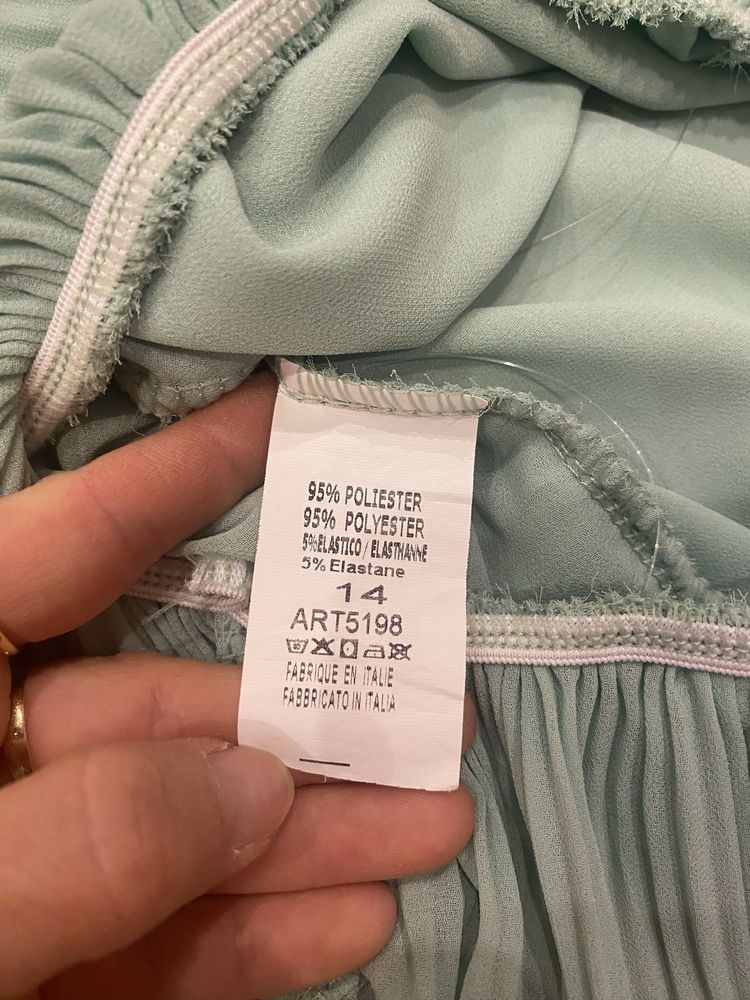 95% POLIESTER
95% POLYESTER
5%ELASTICO / ELASTHANNE
5% Elastane
14
ART5198
FABRIQUE EN ITALIE
FABBRICATO IN ITALIA